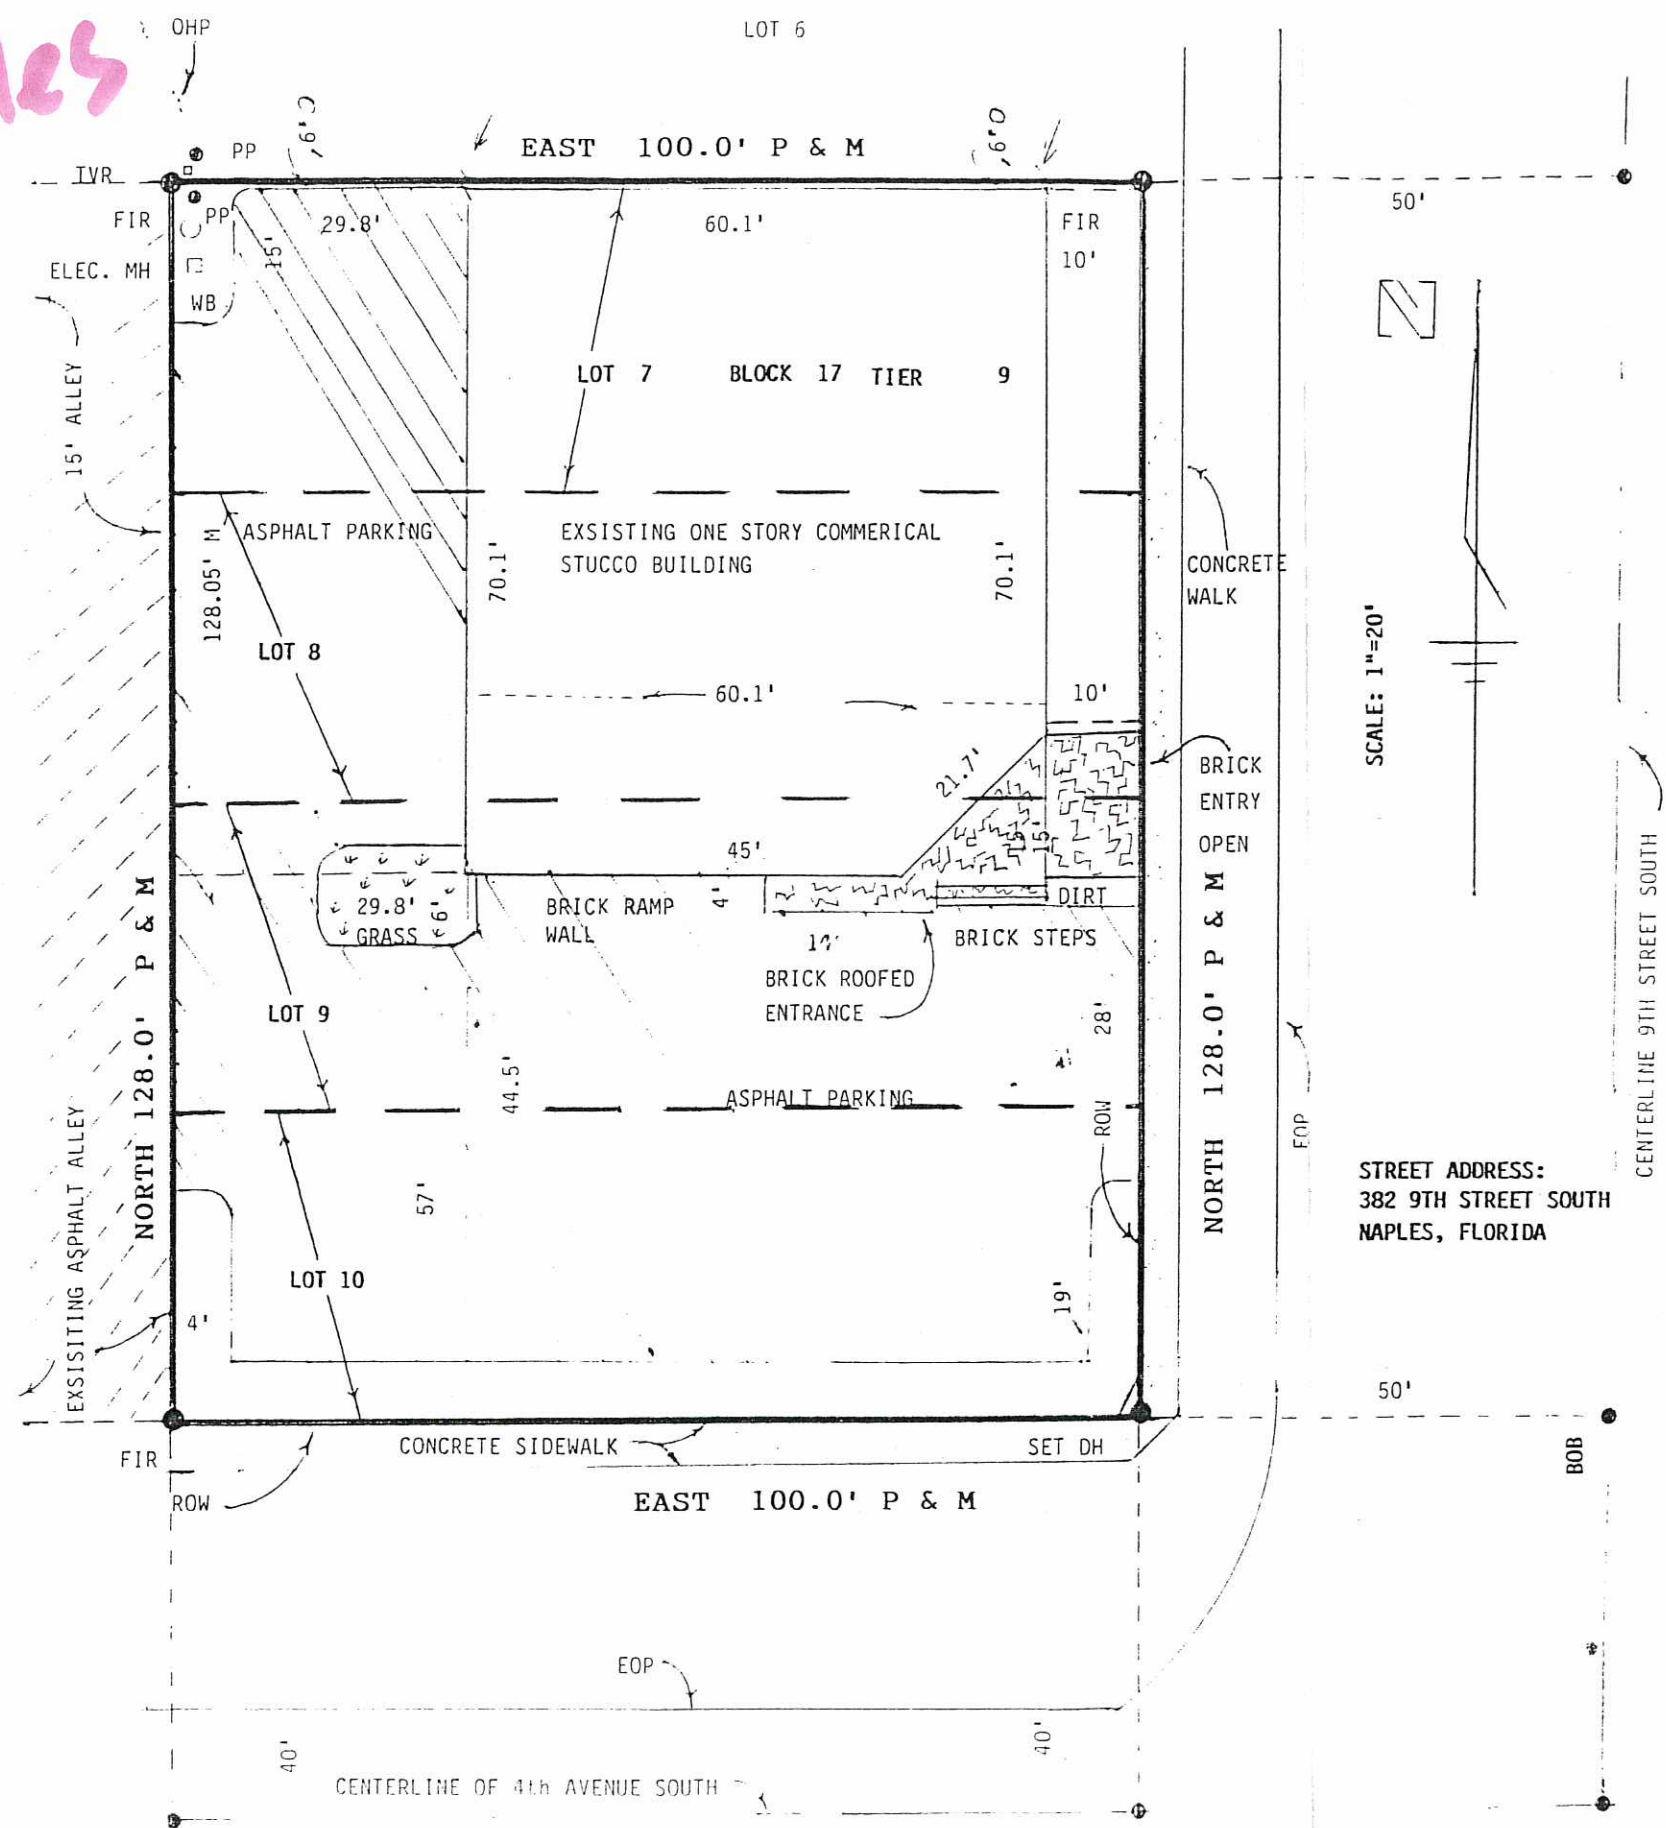 OHP
LOT 6
0.9'
EAST 100.0' P & M
PP
IVR
FIR
PP
29.8'
60.1'
FIR
50'
15'
10'
ELEC. MH
WB
N
15' ALLEY
LOT 7 BLOCK 17 TIER 9
ASPHALT PARKING
EXSISTING ONE STORY COMMERICAL
STUCCO BUILDING
128.05' M
70.1'
70.1'
CONCRETE
WALK
LOT 8
SCALE: 1"=20'
60.1'
10'
21.7'
BRICK
ENTRY
OPEN
15'
45'
4'
29.8'
GRASS
6'
BRICK RAMP
WALL
DIRT
14'
BRICK STEPS
BRICK ROOFED
ENTRANCE
LOT 9
28'
NORTH 128.0' P & M
NORTH 128.0' P & M
CENTERLINE 9TH STREET SOUTH
44.5'
ASPHALT PARKING
ROW
EOP
EXSISITING ASPHALT ALLEY
57'
STREET ADDRESS:
382 9TH STREET SOUTH
NAPLES, FLORIDA
LOT 10
4'
19'
50'
CONCRETE SIDEWALK
SET DH
FIR
BOB
ROW
EAST 100.0' P & M
EOP
40'
40'
CENTERLINE OF 4th AVENUE SOUTH